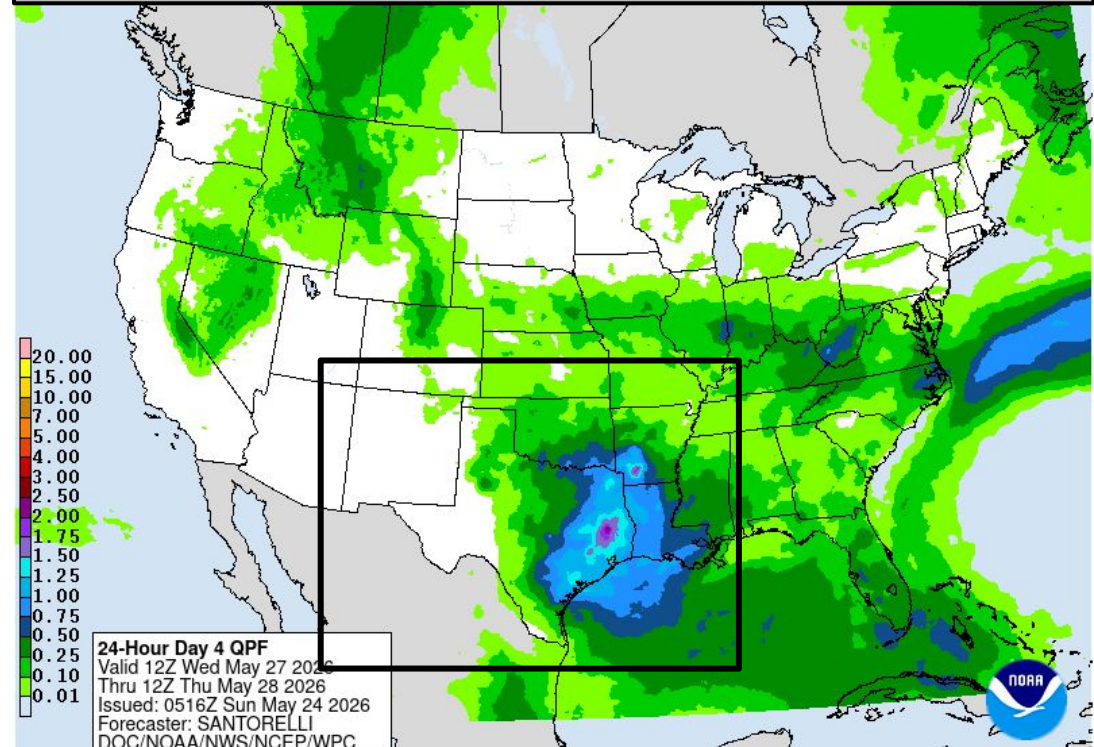 20.00
15.00
10.00
7.00
5.00
4.00
3.00
2.50
2.00
1.75
1.50
1.25
1.00
0.75
0.50
0.25
0.10
0.01
24-Hour Day 4 QPF
Valid 12Z Wed May 27 2026
Thru 12Z Thu May 28 2026
Issued: 0516Z Sun May 24 2026
Forecaster: SANTORELLI
DOC/NOAA/NWS/NCEP/WPC
NOAA